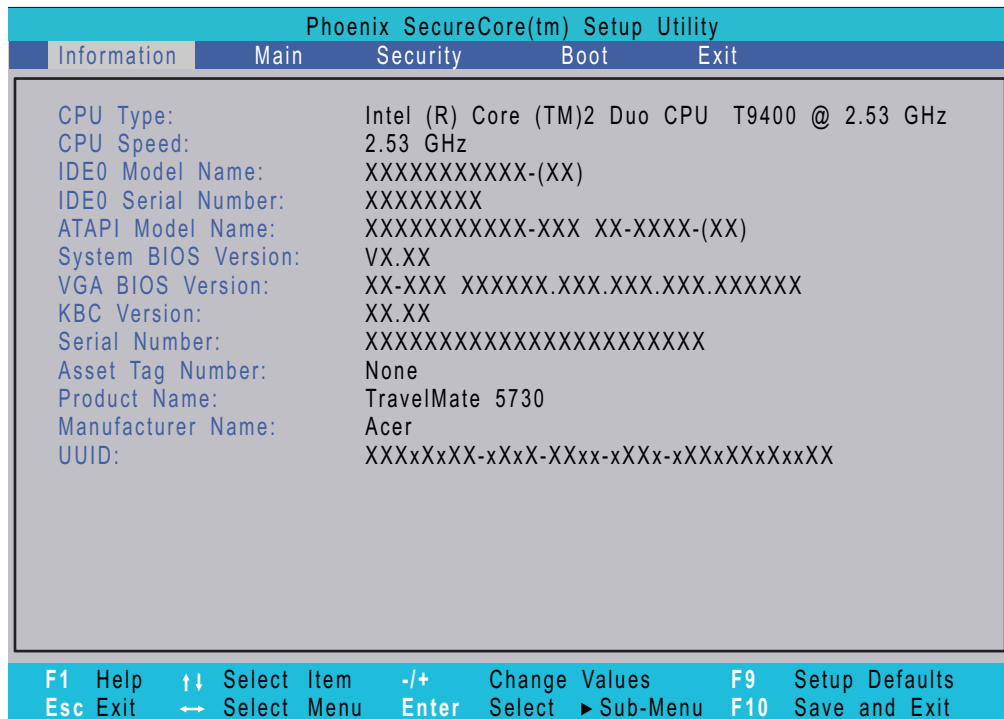 Phoenix SecureCore(tm) Setup Utility
Information Main Security Boot Exit
CPU Type: Intel (R) Core (TM)2 Duo CPU T9400 @ 2.53 GHz
CPU Speed: 2.53 GHz
IDE0 Model Name: XXXXXXXXXXX-(XX)
IDE0 Serial Number: XXXXXXXX
ATAPI Model Name: XXXXXXXXXXX-XXX XX-XXXX-(XX)
System BIOS Version: VX.XX
VGA BIOS Version: XX-XXX XXXXXX.XXX.XXX.XXX.XXXXXX
KBC Version: XX.XX
Serial Number: XXXXXXXXXXXXXXXXXXXXXXX
Asset Tag Number: None
Product Name: TravelMate 5730
Manufacturer Name: Acer
UUID: XXXxXxXX-xXxX-XXxx-xXXx-xXXxXXxXxxXX
F1 Help ↑↓ Select Item -/+ Change Values F9 Setup Defaults
Esc Exit ↔ Select Menu Enter Select ▶ Sub-Menu F10 Save and Exit